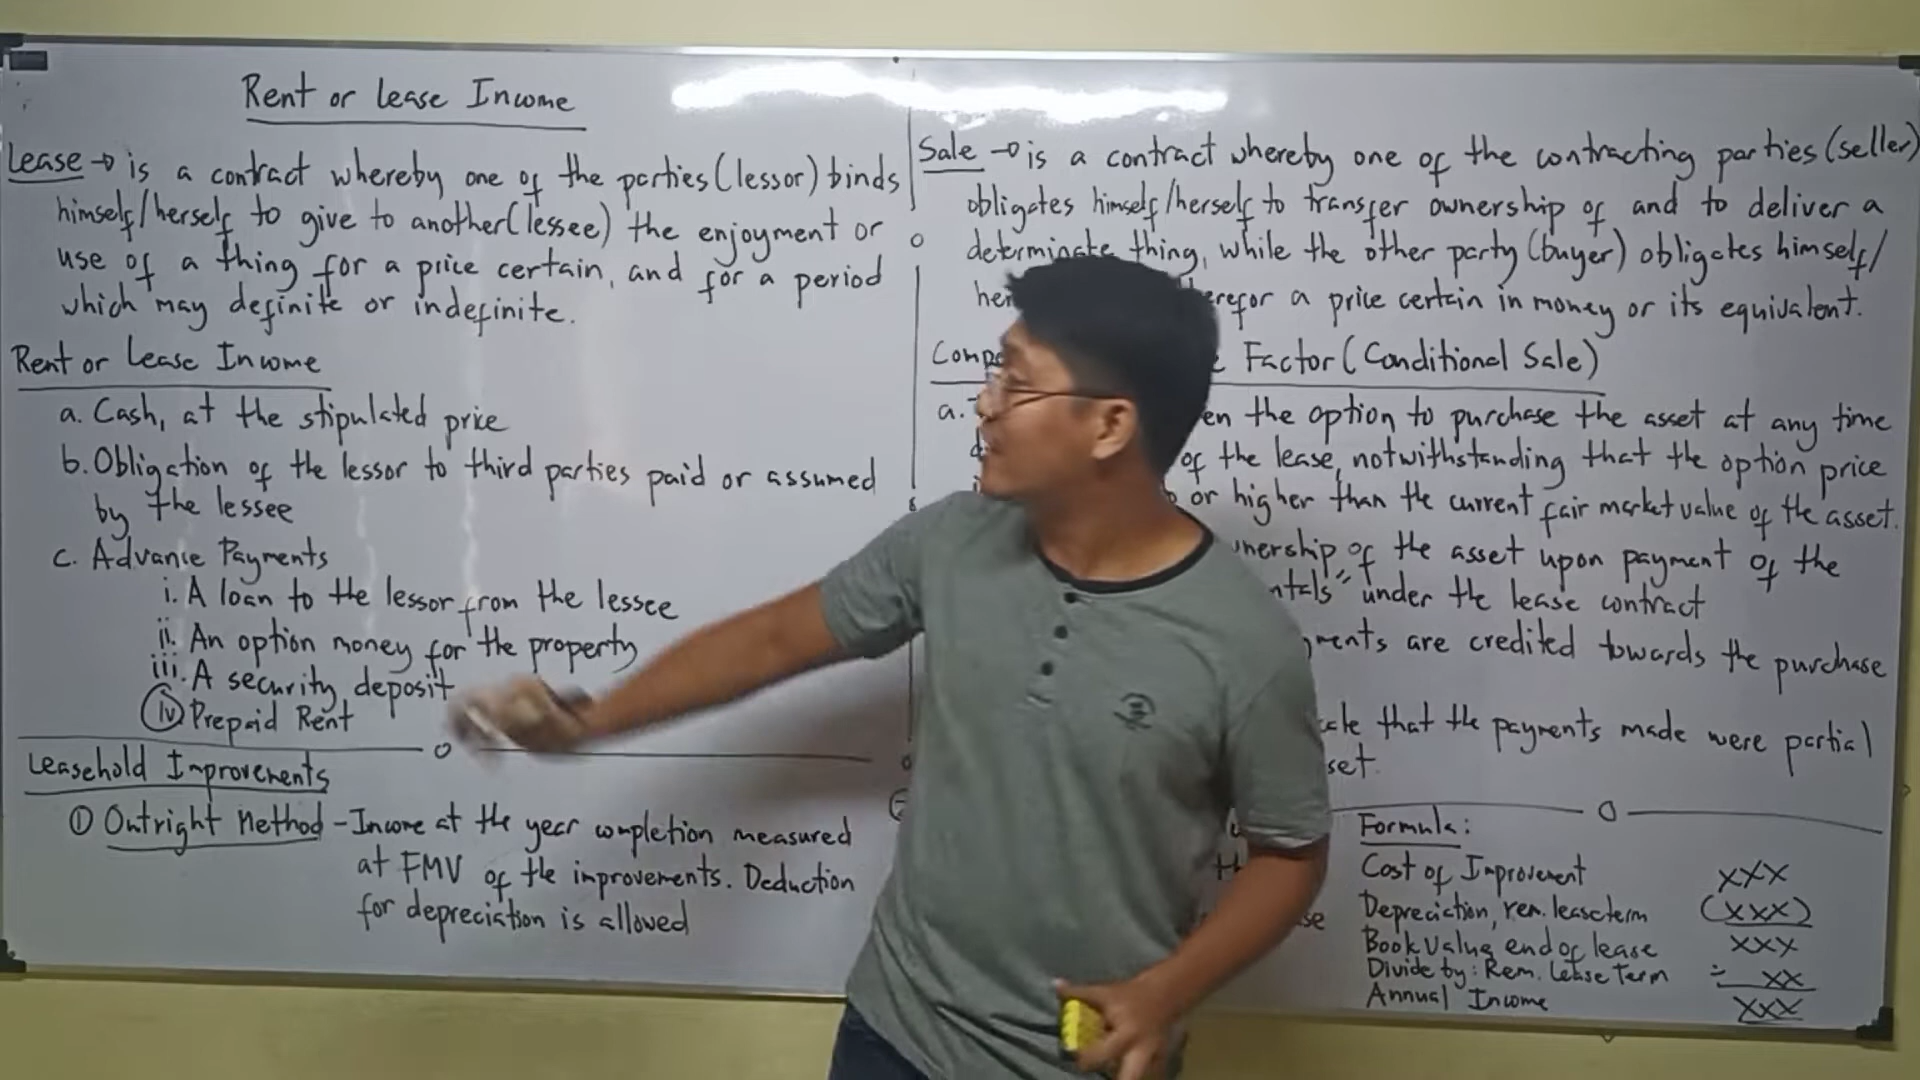 Rent or Lease Income
Lease → is a contract whereby one of the parties (lessor) binds
himself/herself to give to another (lessee) the enjoyment or
use of a thing for a price certain, and for a period
which may definite or indefinite.
Rent or Lease Income
a. Cash, at the stipulated price
b. Obligation of the lessor to third parties paid or assumed
by the lessee
c. Advance Payments
i. A loan to the lessor from the lessee
ii. An option money for the property
iii. A security deposit
iv Prepaid Rent
Leasehold Improvements
① Outright Method - Income at the year completion measured
at FMV of the improvements. Deduction
for depreciation is allowed
Sale → is a contract whereby one of the contracting parties (seller)
obligates himself/herself to transfer ownership of and to deliver a
determinate thing, while the other party (buyer) obligates himself/
a price certain in money or its equivalent.
Factor (Conditional Sale)
a.
the option to purchase the asset at any time
of the lease, notwithstanding that the option price
or higher than the current fair market value of the asset.
of the asset upon payment of the
under the lease contract
are credited towards the purchase
that the payments made were partial
Formula:
Cost of Improvement xxx
Depreciation, rem. lease term (xxx)
Book Value, end of lease xxx
Divide by: Rem. Lease Term ÷ xx
Annual Income xxx